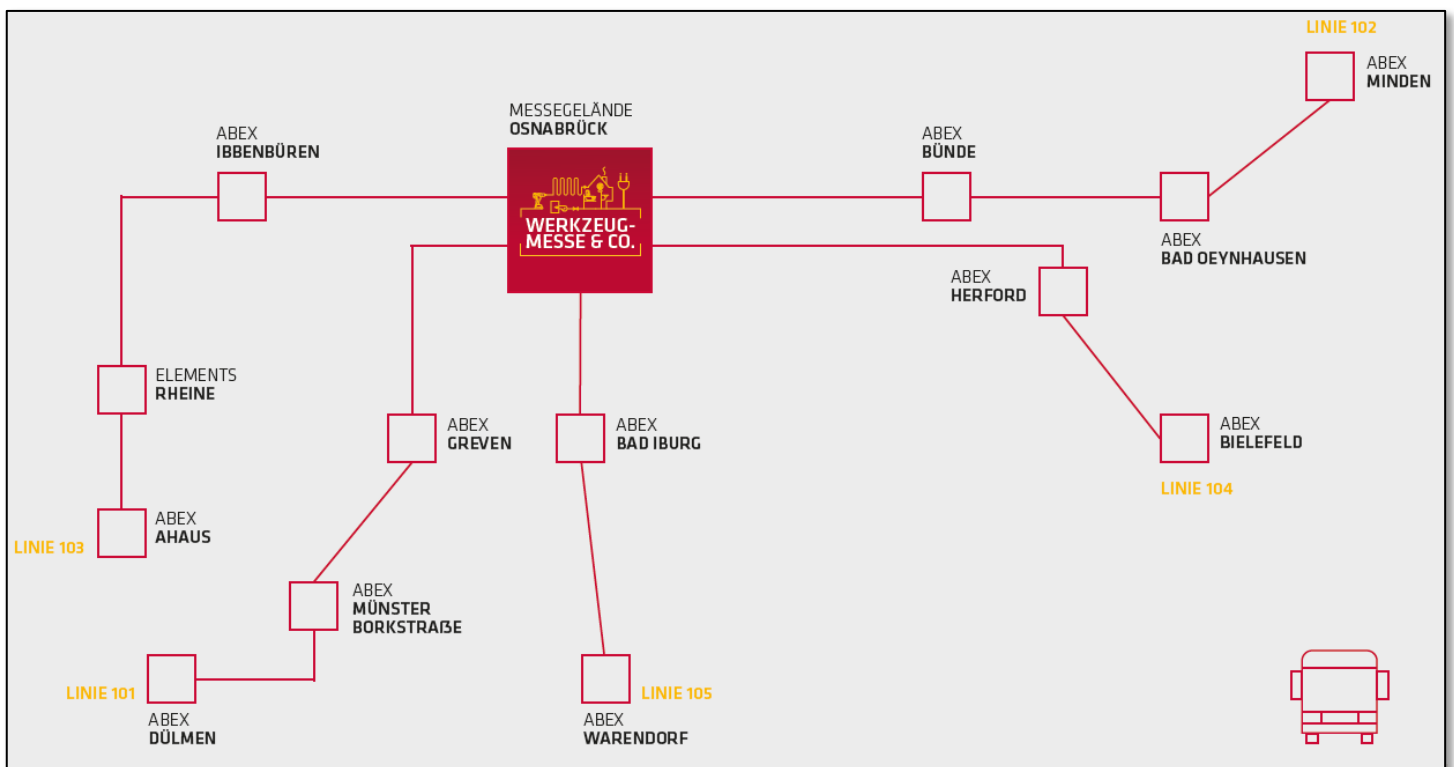 LINIE 102
ABEX
MINDEN
MESSEGELÄNDE
OSNABRÜCK
ABEX
IBBENBÜREN
ABEX
BÜNDE
WERKZEUG-
MESSE & CO.
ABEX
BAD OEYNHAUSEN
ABEX
HERFORD
ELEMENTS
RHEINE
ABEX
GREVEN
ABEX
BAD IBURG
ABEX
BIELEFELD
LINIE 104
ABEX
AHAUS
LINIE 103
ABEX
MÜNSTER
BORKSTRAßE
LINIE 101
ABEX
DÜLMEN
LINIE 105
ABEX
WARENDORF